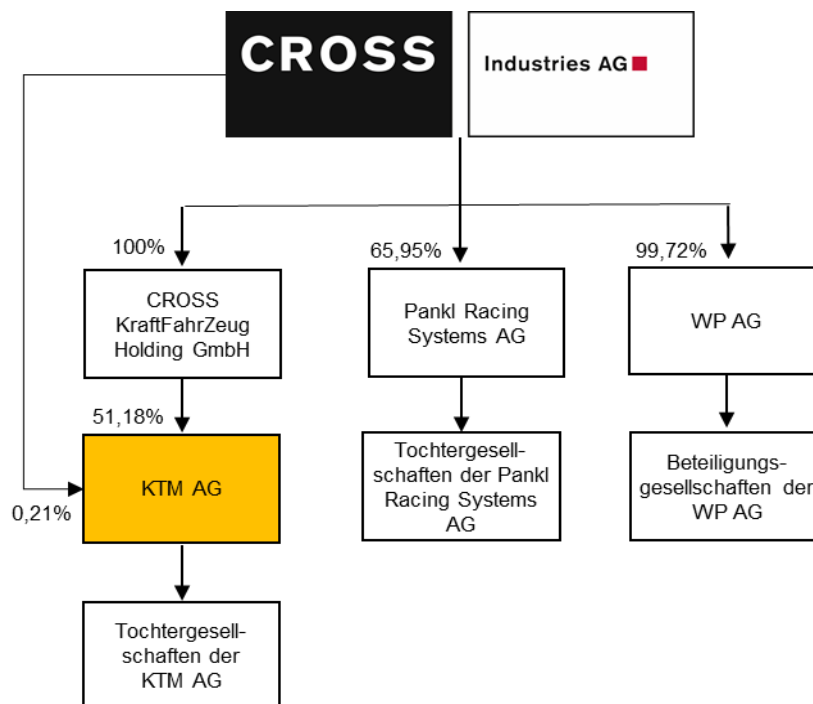 CROSS
Industries AG
100%
65,95%
99,72%
CROSS
KraftFahrZeug
Holding GmbH
Pankl Racing
Systems AG
WP AG
51,18%
KTM AG
0,21%
Tochtergesell-
schaften der Pankl
Racing Systems
AG
Beteiligungs-
gesellschaften der
WP AG
Tochtergesell-
schaften der
KTM AG